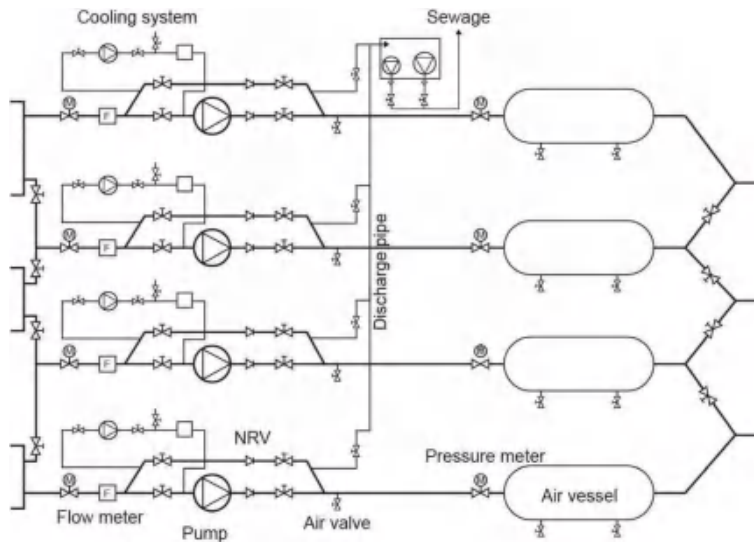 Cooling system
Sewage
M
F
M
M
F
M
Discharge pipe
M
F
M
F
NRV
Pressure meter
M
M
Air vessel
Flow meter
Pump
Air valve